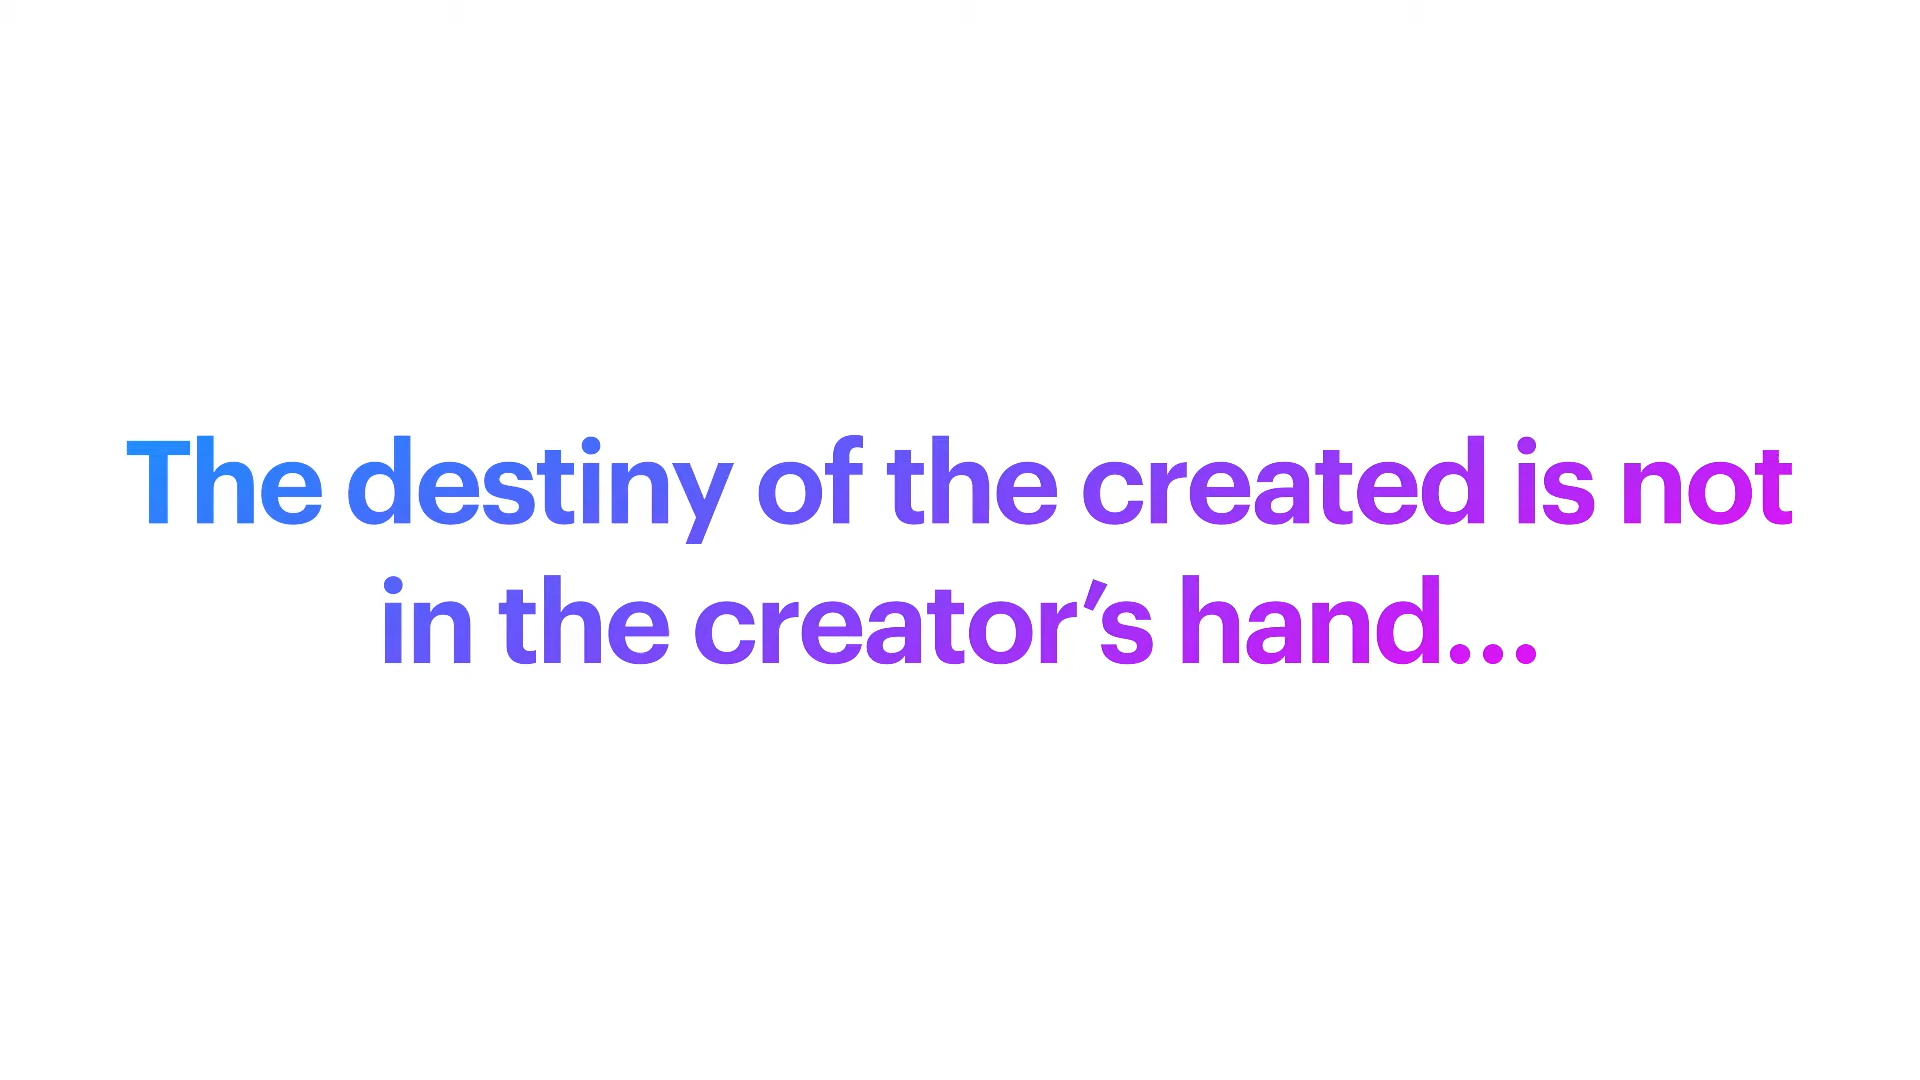 The destiny of the created is not
in the creator’s hand...